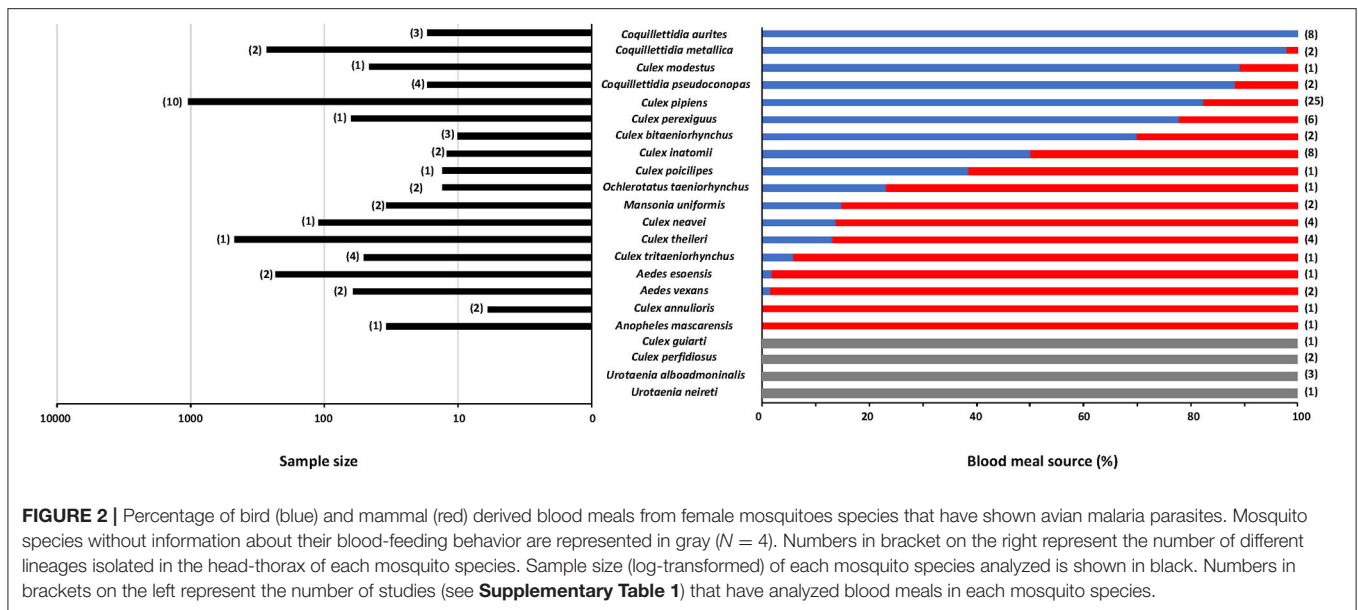 (3) Coquillettidia aurites (8)
(2) Coquillettidia metallica (2)
(1) Culex modestus (1)
(4) Coquillettidia pseudoconopas (2)
(10) Culex pipiens (25)
(1) Culex perexiguus (6)
(3) Culex bitaeniorhynchus (2)
(2) Culex inatomii (8)
(1) Culex poicilipes (1)
(2) Ochlerotatus taeniorhynchus (1)
(2) Mansonia uniformis (2)
(1) Culex neavei (4)
(1) Culex theileri (4)
(4) Culex tritaeniorhynchus (1)
(2) Aedes esoensis (1)
(2) Aedes vexans (2)
(2) Culex annulioris (1)
(1) Anopheles mascarensis (1)
Culex guiarti (1)
Culex perfidiosus (2)
Urotaenia alboadmoninalis (3)
Urotaenia neireti (1)
10000 1000 100 10 0 0 20 40 60 80 100
Sample size Blood meal source (%)
FIGURE 2 | Percentage of bird (blue) and mammal (red) derived blood meals from female mosquitoes species that have shown avian malaria parasites. Mosquito
species without information about their blood-feeding behavior are represented in gray (N = 4). Numbers in bracket on the right represent the number of different
lineages isolated in the head-thorax of each mosquito species. Sample size (log-transformed) of each mosquito species analyzed is shown in black. Numbers in
brackets on the left represent the number of studies (see Supplementary Table 1) that have analyzed blood meals in each mosquito species.